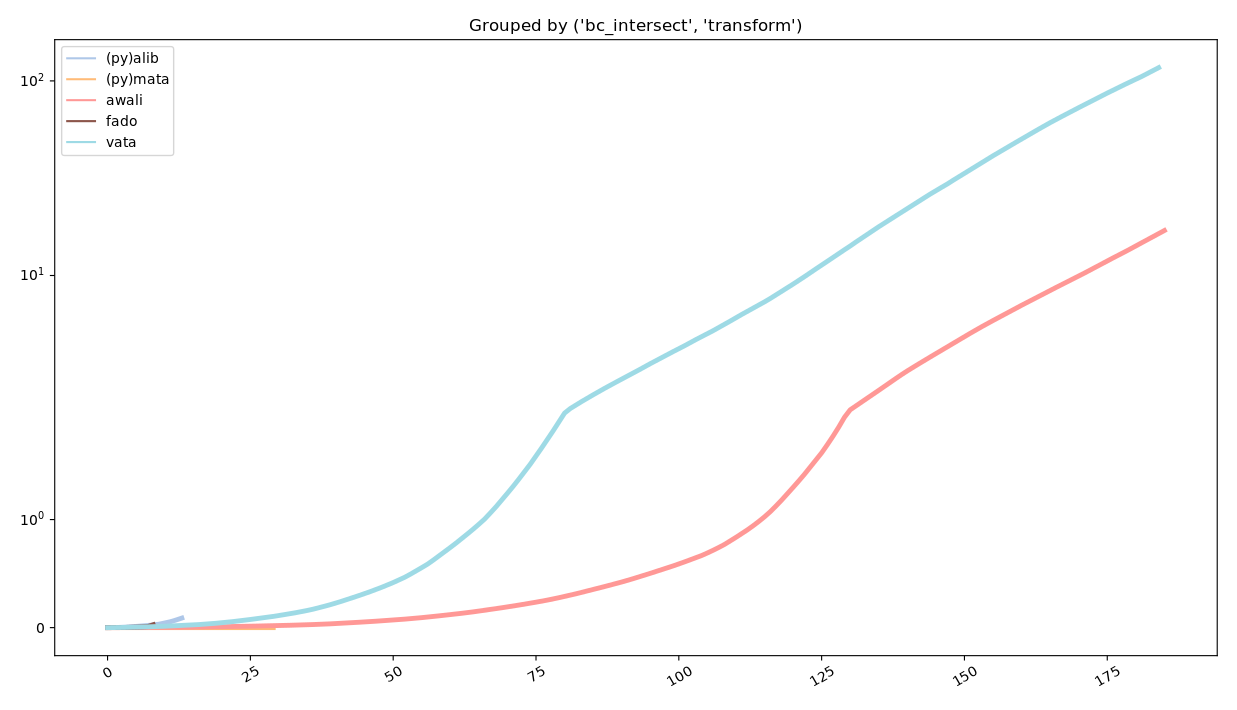 Grouped by ('bc_intersect', 'transform')
(py)alib
(py)mata
awali
fado
vata
10²
10¹
10⁰
0
0
25
50
75
100
125
150
175